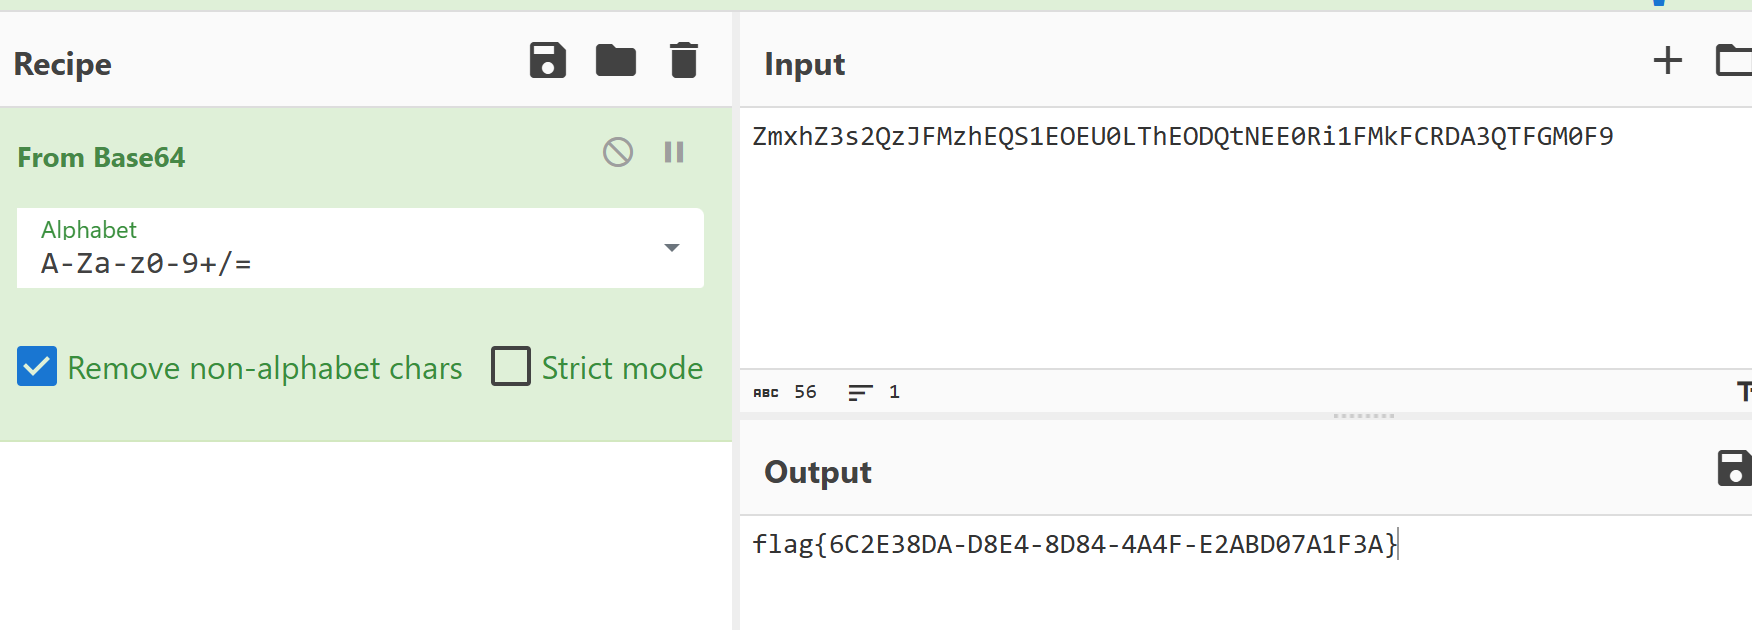 Recipe
From Base64
Alphabet
A-Za-z0-9+/=
Remove non-alphabet chars
Strict mode
Input
ZmxhZ3s2QzJFMzhEQS1EOEU0LThEODQtNEE0Ri1FMkFCRDA3QTFGM0F9
ABC 56 1
Output
flag{6C2E38DA-D8E4-8D84-4A4F-E2ABD07A1F3A}